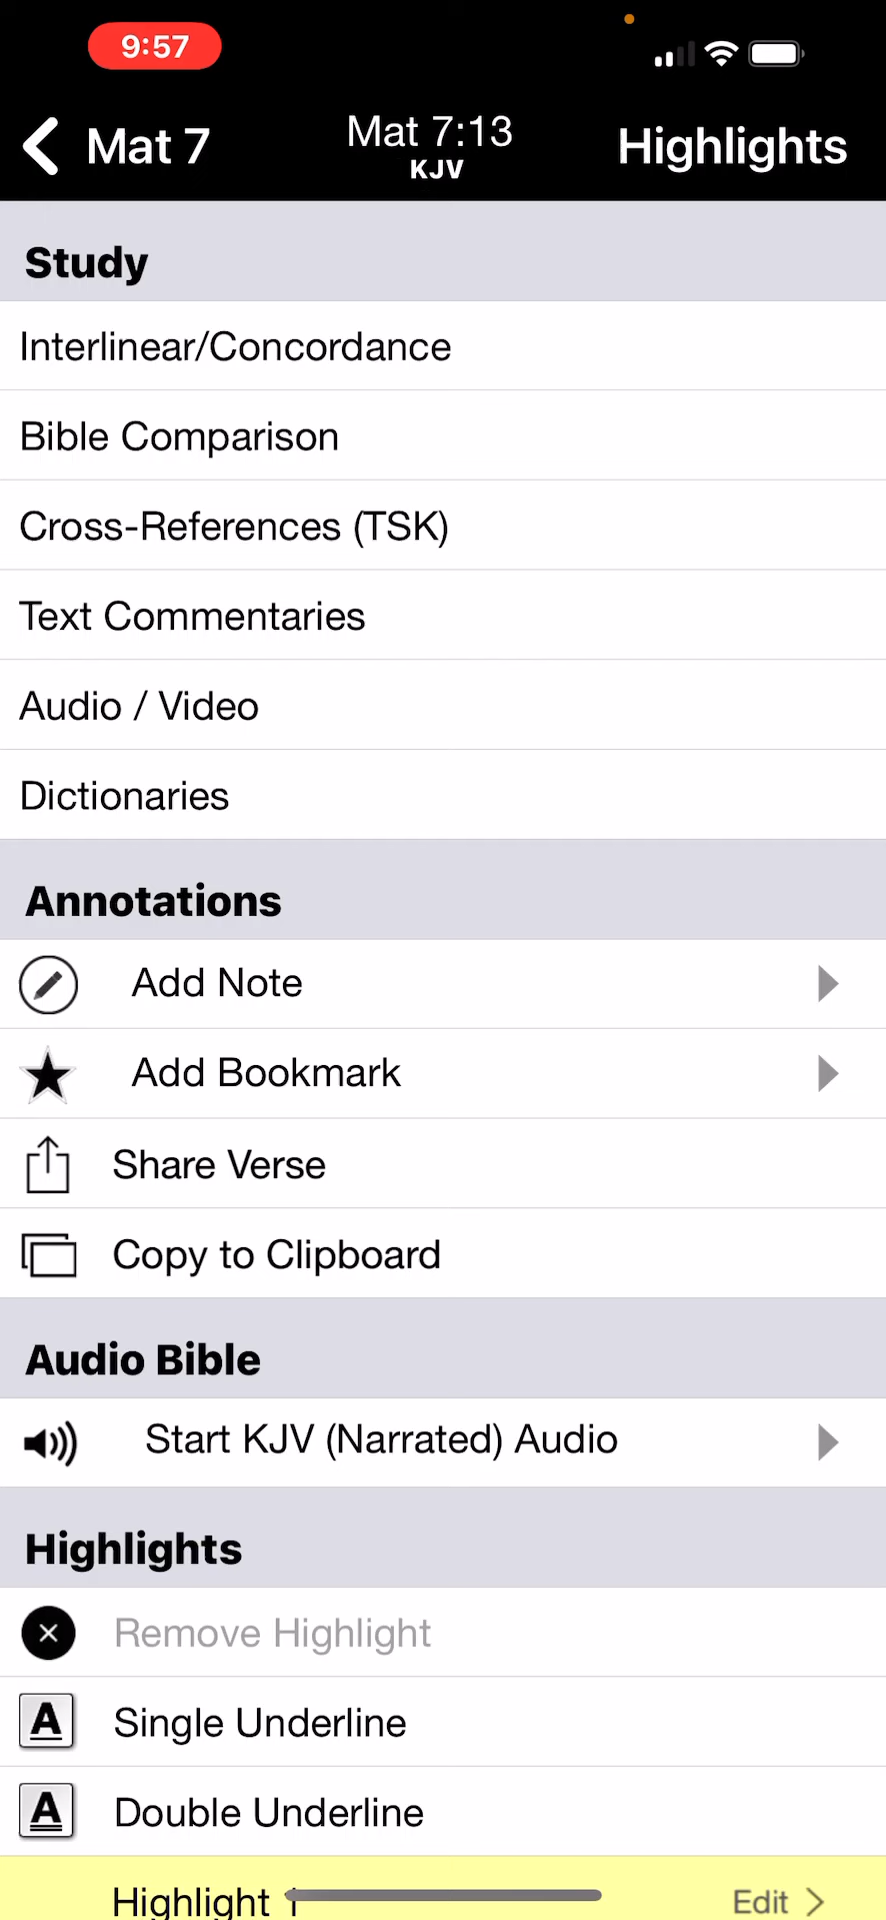 9:57
Mat 7
Mat 7:13
KJV
Highlights
Study
Interlinear/Concordance
Bible Comparison
Cross-References (TSK)
Text Commentaries
Audio / Video
Dictionaries
Annotations
Add Note
Add Bookmark
Share Verse
Copy to Clipboard
Audio Bible
Start KJV (Narrated) Audio
Highlights
Remove Highlight
A Single Underline
A Double Underline
Highlight 1 Edit